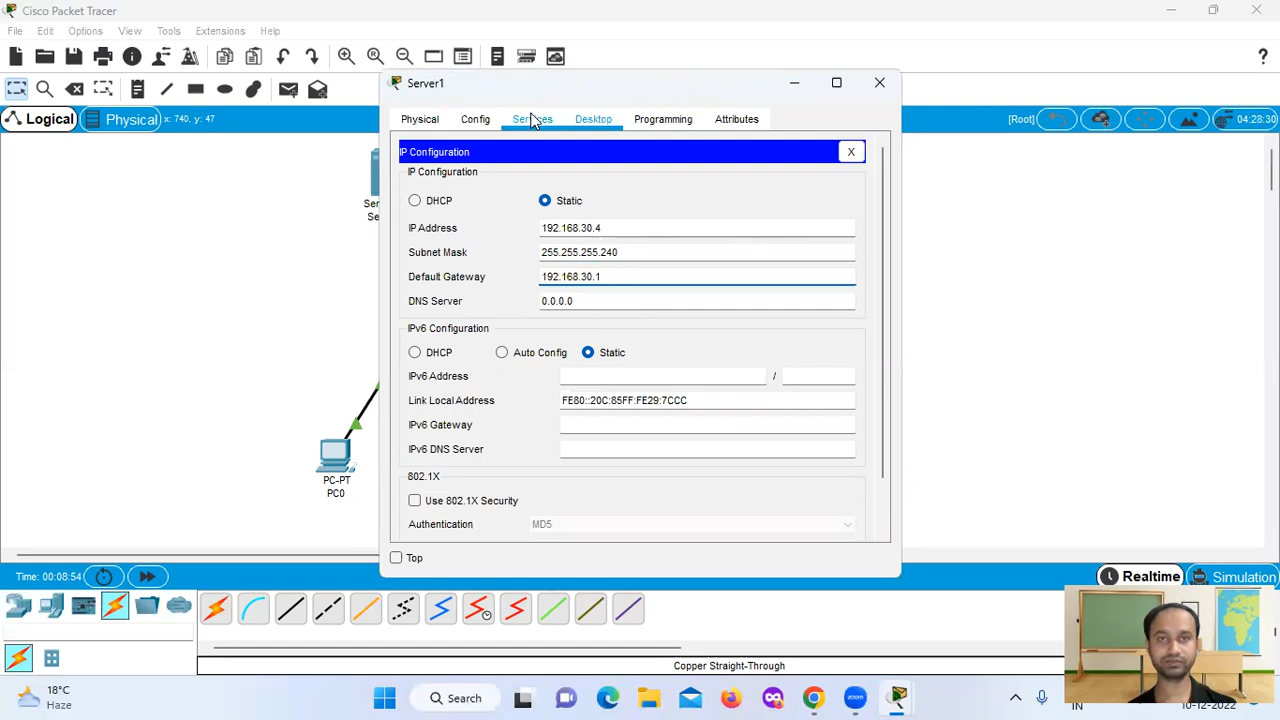 Cisco Packet Tracer
File Edit Options View Tools Extensions Help
Server1
Logical Physical x: 740, y: 47
[Root] 04:28:30
Physical Config Services Desktop Programming Attributes
IP Configuration X
IP Configuration
DHCP Static
IP Address 192.168.30.4
Subnet Mask 255.255.255.240
Default Gateway 192.168.30.1
DNS Server 0.0.0.0
IPv6 Configuration
DHCP Auto Config Static
IPv6 Address /
Link Local Address FE80::20C:85FF:FE29:7CCC
IPv6 Gateway
IPv6 DNS Server
802.1X
Use 802.1X Security
Authentication MD5
Top
Ser
Se
PC-PT
PC0
Time: 00:08:54 Realtime Simulation
Copper Straight-Through
18°C
Haze
Search
IN
10-12-2022